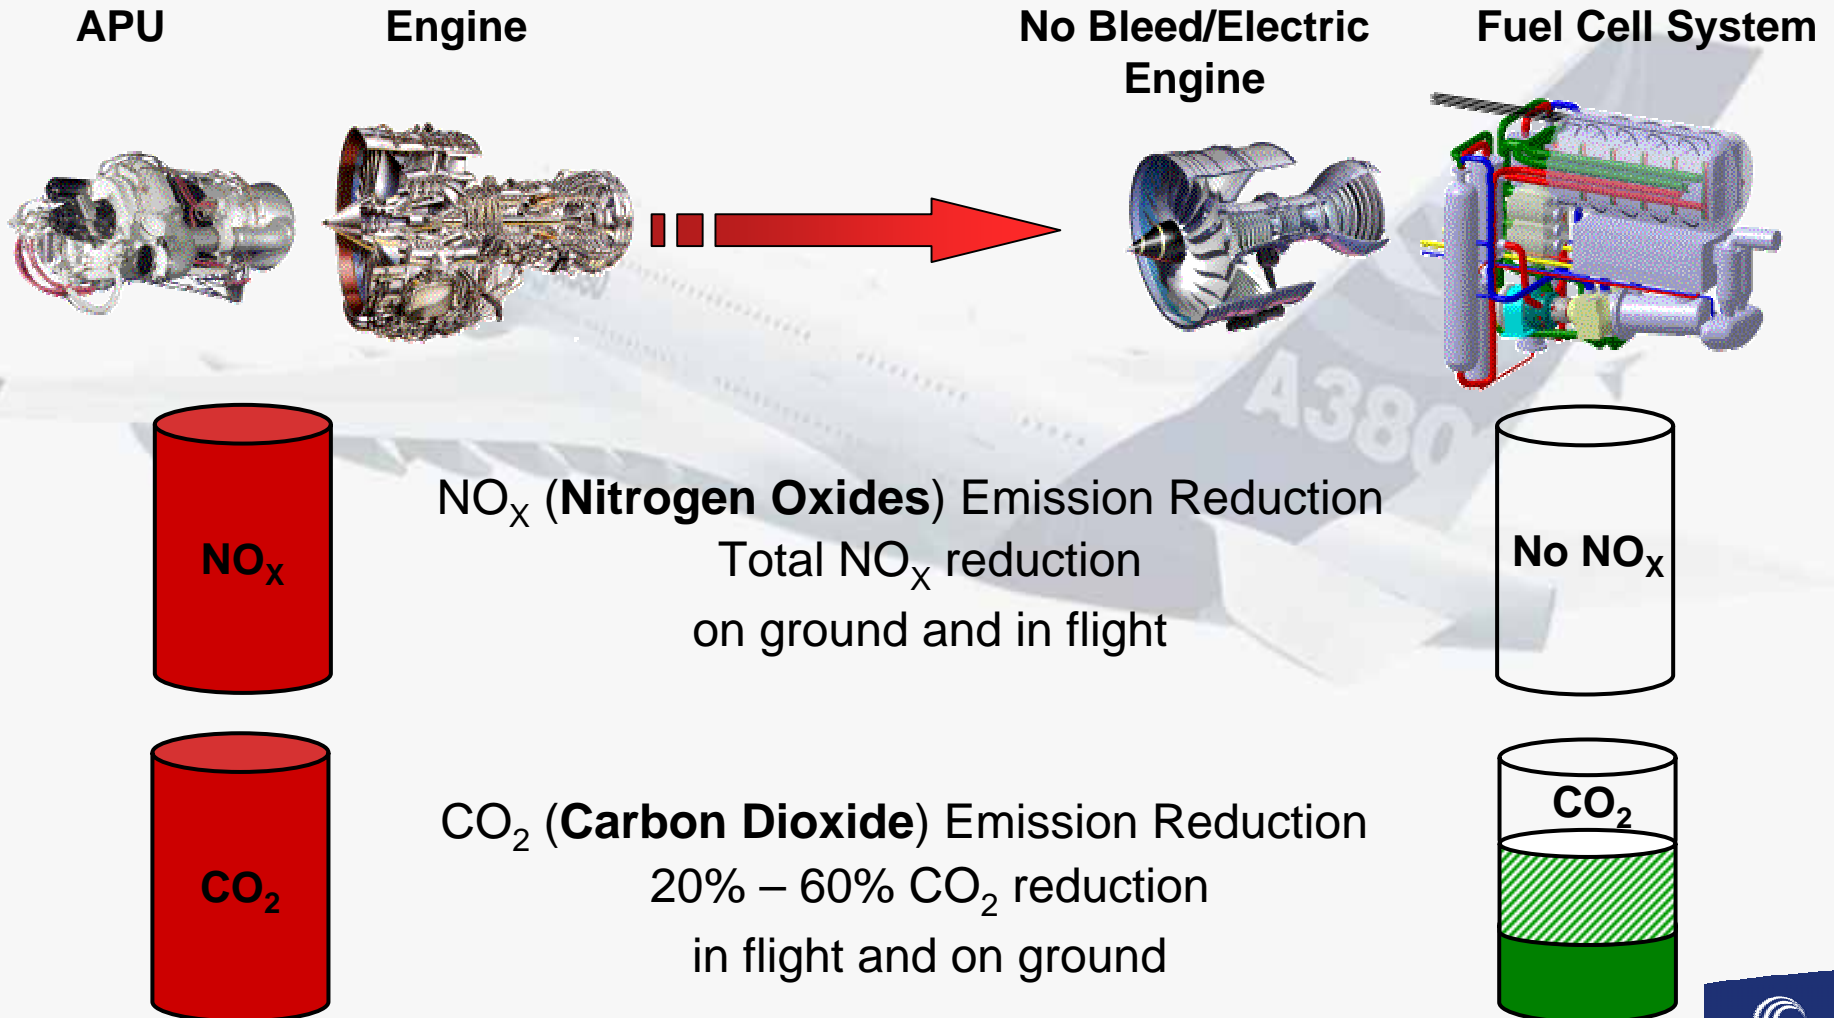 APU
Engine
No Bleed/Electric
Engine
Fuel Cell System
A380
NOX (Nitrogen Oxides) Emission Reduction
Total NOX reduction
on ground and in flight
NOX
No NOX
CO2 (Carbon Dioxide) Emission Reduction
20% – 60% CO2 reduction
in flight and on ground
CO2
CO2